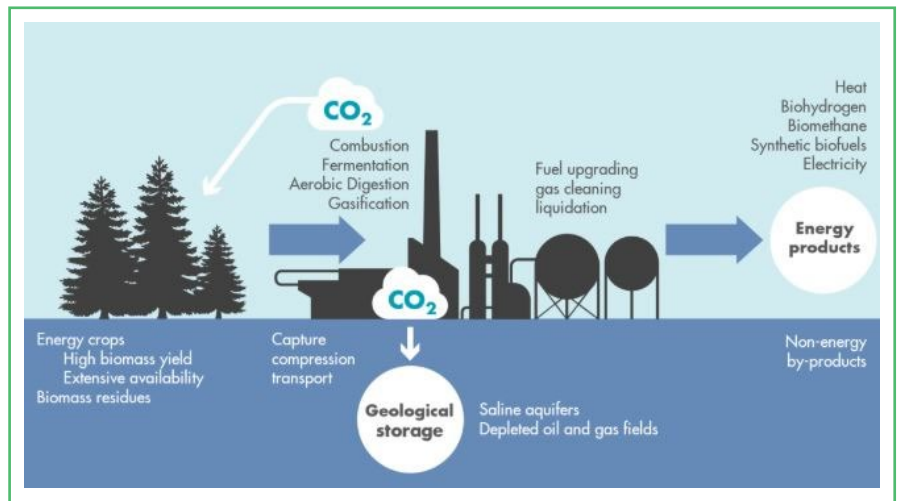 CO2
Combustion
Fermentation
Aerobic Digestion
Gasification
Fuel upgrading
gas cleaning
liquidation
Heat
Biohydrogen
Biomethane
Synthetic biofuels
Electricity
Energy
products
CO2
Energy crops
High biomass yield
Extensive availability
Biomass residues
Capture
compression
transport
Geological
storage
Saline aquifers
Depleted oil and gas fields
Non-energy
by-products